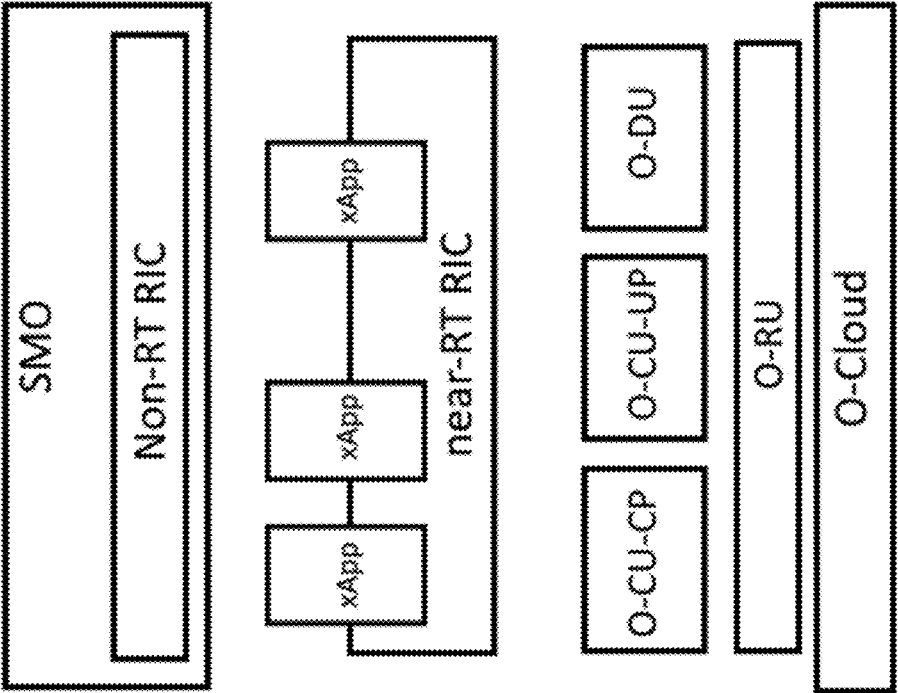 SMO
Non-RT RIC
xApp
xApp
xApp
near-RT RIC
O-CU-CP
O-CU-UP
O-DU
O-RU
O-Cloud